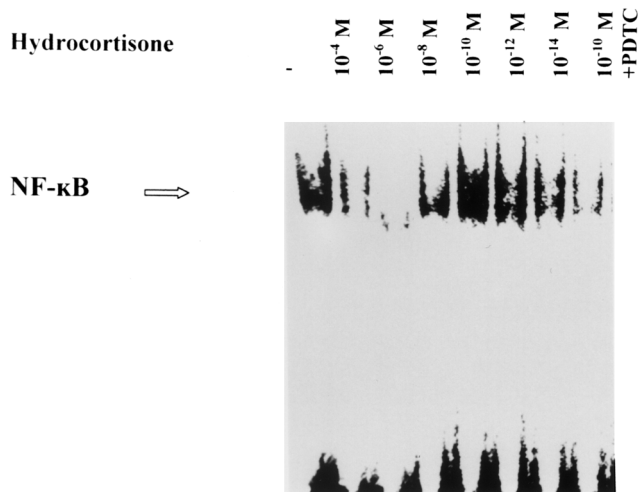 Hydrocortisone
-
10⁻⁴ M
10⁻⁶ M
10⁻⁸ M
10⁻¹⁰ M
10⁻¹² M
10⁻¹⁴ M
10⁻¹⁰ M
+PDTC
NF-κB